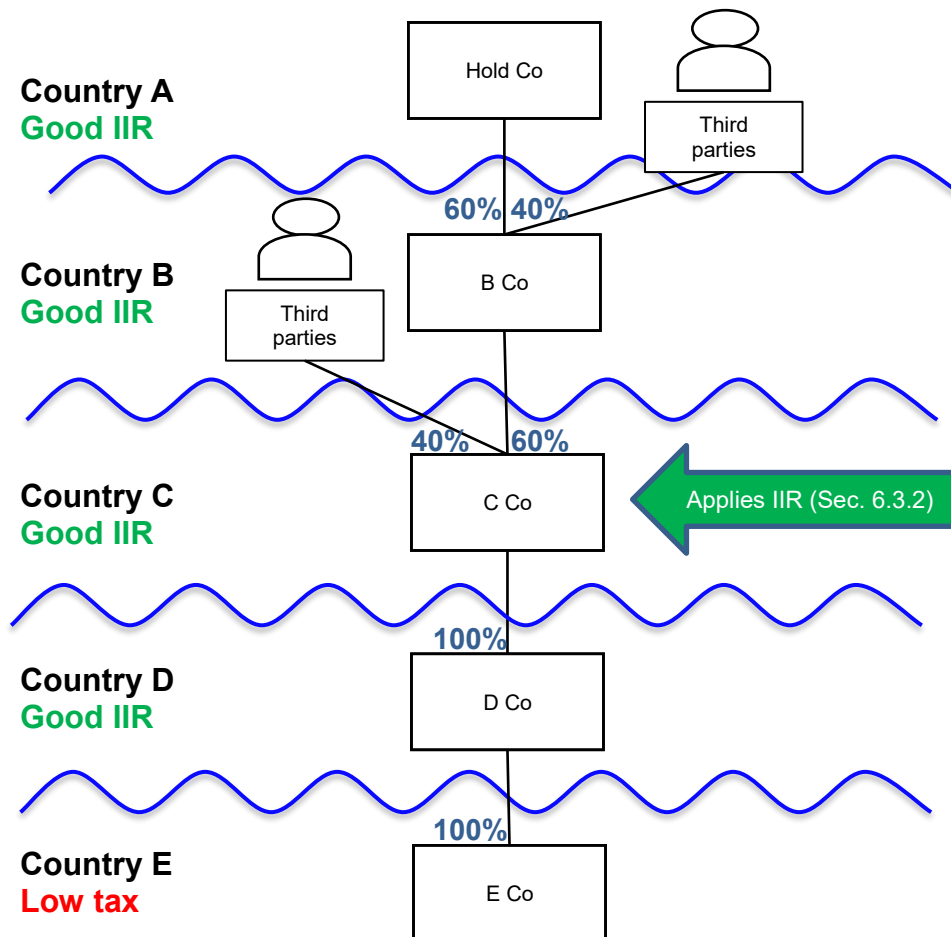 Hold Co
Country A
Good IIR
Third
parties
60% 40%
Country B
Good IIR
B Co
Third
parties
40% 60%
Country C
Good IIR
C Co
Applies IIR (Sec. 6.3.2)
100%
Country D
Good IIR
D Co
100%
Country E
Low tax
E Co